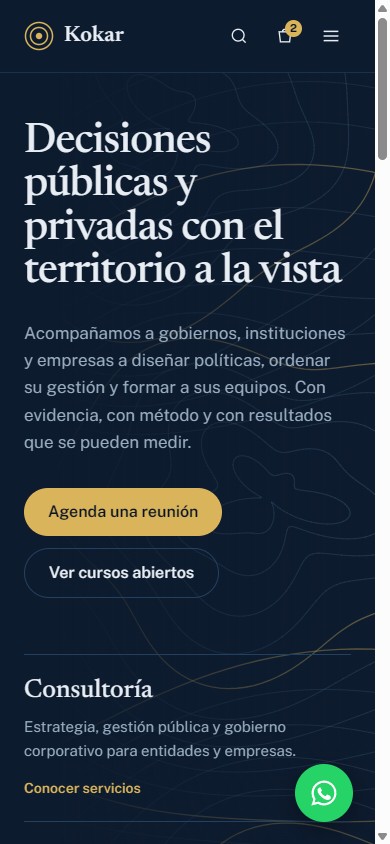 Kokar
2
Decisiones
públicas y
privadas con el
territorio a la vista
Acompañamos a gobiernos, instituciones
y empresas a diseñar políticas, ordenar
su gestión y formar a sus equipos. Con
evidencia, con método y con resultados
que se pueden medir.
Agenda una reunión
Ver cursos abiertos
Consultoría
Estrategia, gestión pública y gobierno
corporativo para entidades y empresas.
Conocer servicios